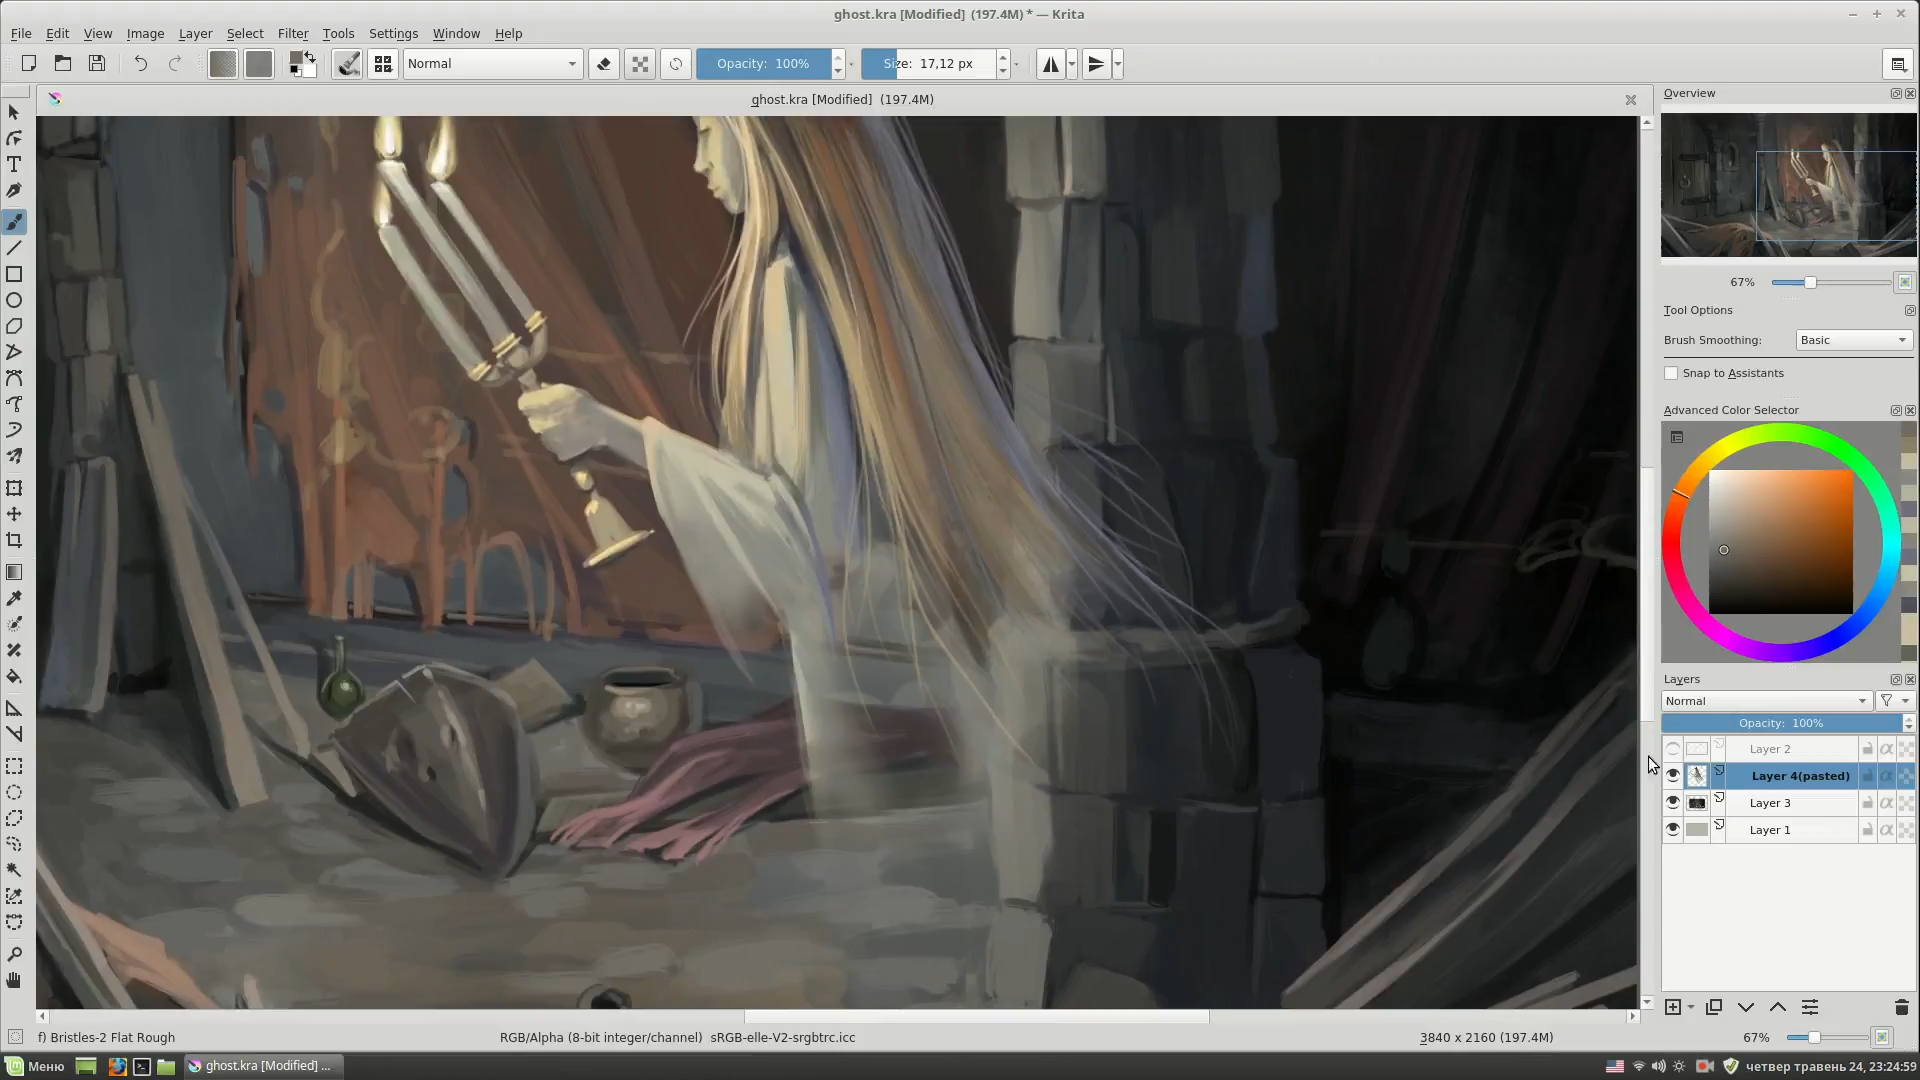 ghost.kra [Modified] (197.4M) * — Krita
File Edit View Image Layer Select Filter Tools Settings Window Help
Normal Opacity: 100% Size: 17,12 px
ghost.kra [Modified] (197.4M)
Overview
67%
Tool Options
Brush Smoothing: Basic
Snap to Assistants
Advanced Color Selector
Layers
Normal
Opacity: 100%
Layer 2
Layer 4(pasted)
Layer 3
Layer 1
f) Bristles-2 Flat Rough RGB/Alpha (8-bit integer/channel) sRGB-elle-V2-srgbtrc.icc 3840 x 2160 (197.4M) 67%
Меню ghost.kra [Modified] ... четвер травень 24, 23:24:59